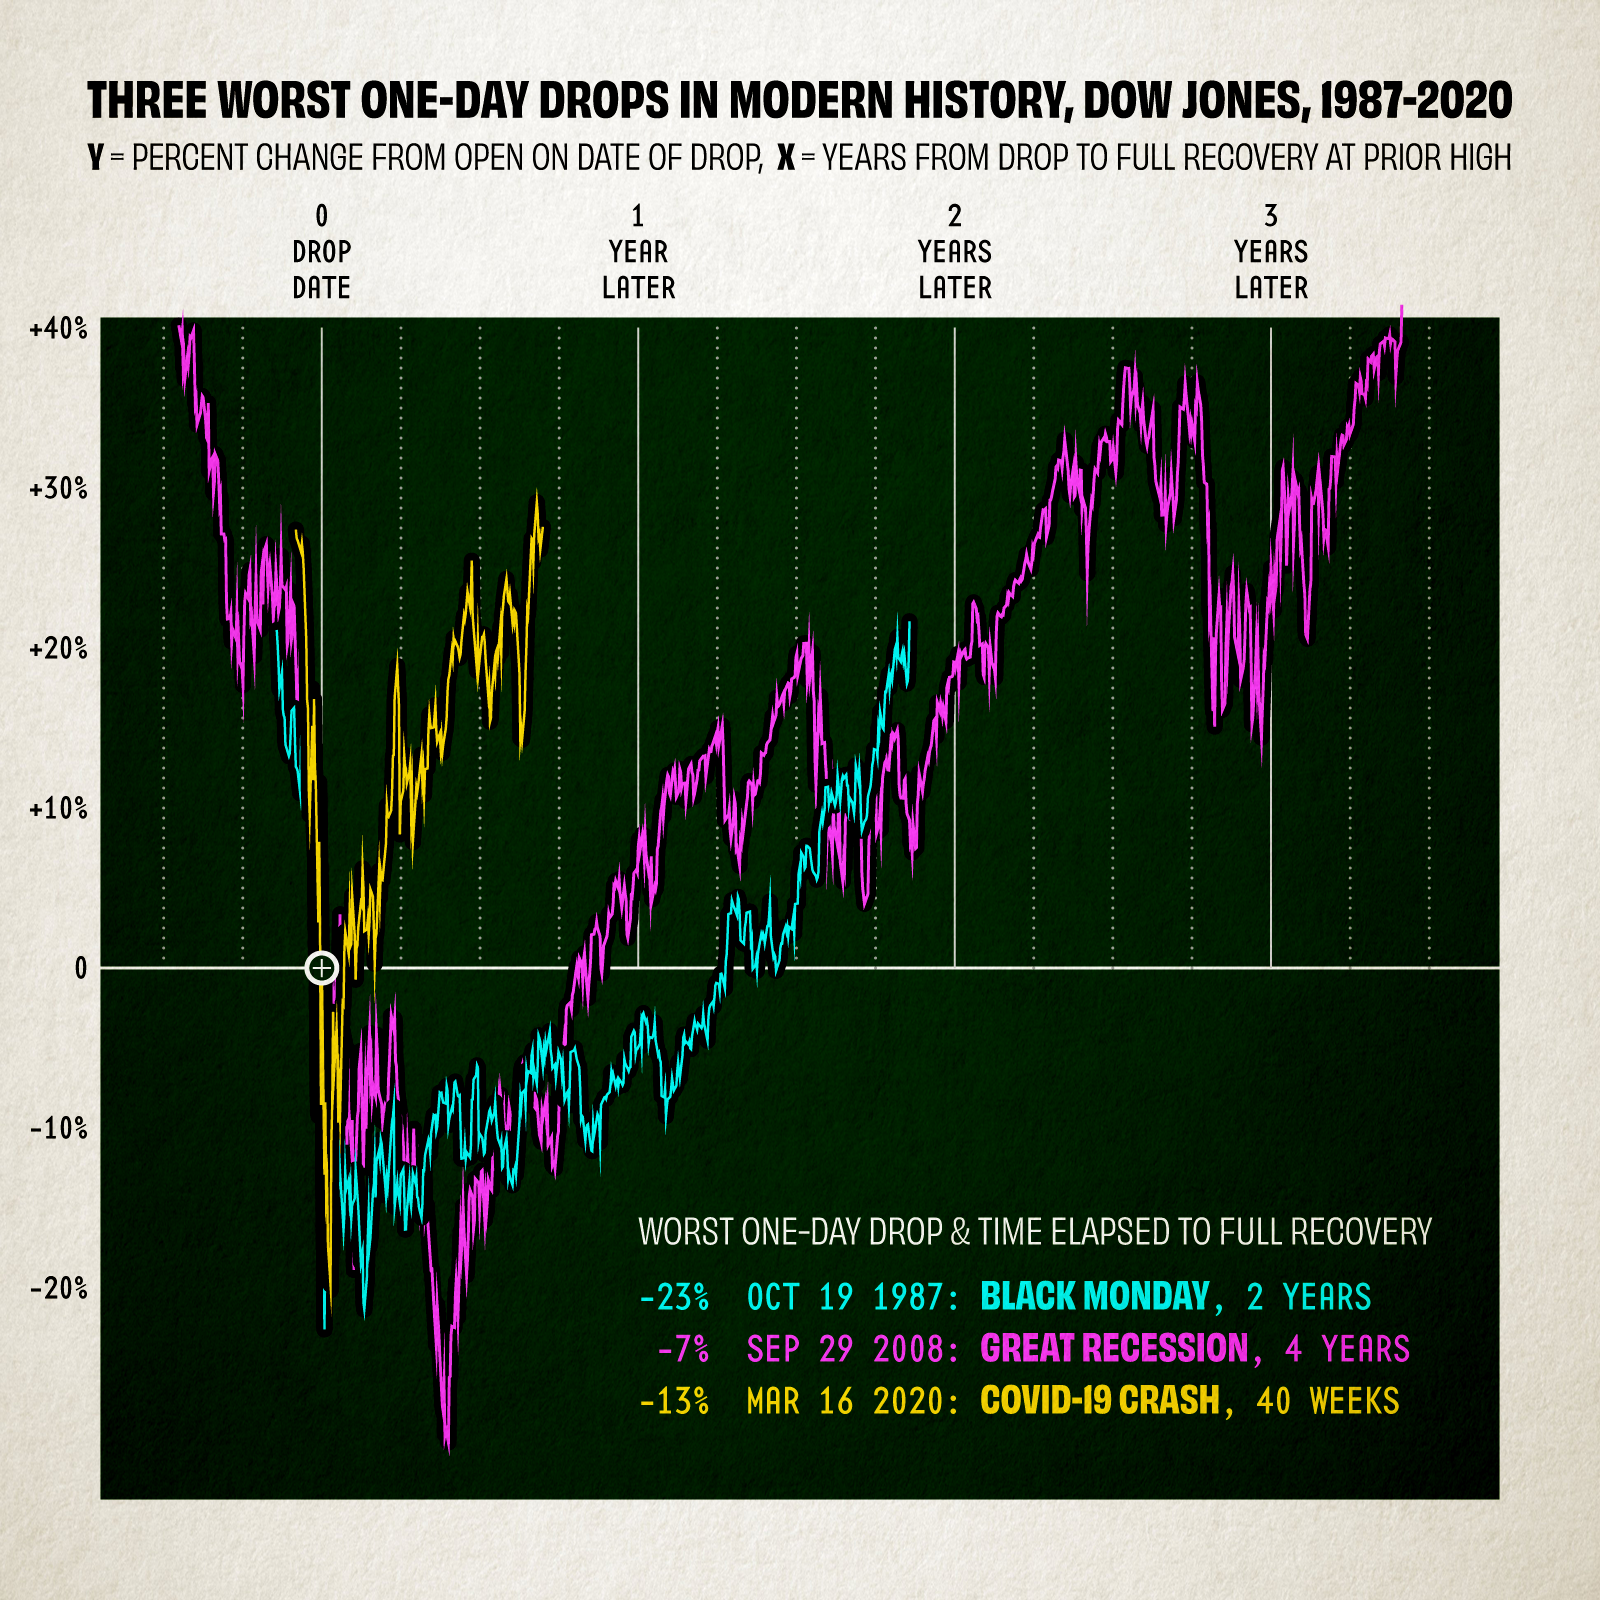 THREE WORST ONE-DAY DROPS IN MODERN HISTORY, DOW JONES, 1987-2020
Y = PERCENT CHANGE FROM OPEN ON DATE OF DROP, X = YEARS FROM DROP TO FULL RECOVERY AT PRIOR HIGH
0 1 2 3
DROP YEAR YEARS YEARS
DATE LATER LATER LATER
+40%
+30%
+20%
+10%
0
-10%
-20%
WORST ONE-DAY DROP & TIME ELAPSED TO FULL RECOVERY
-23% OCT 19 1987: BLACK MONDAY, 2 YEARS
-7% SEP 29 2008: GREAT RECESSION, 4 YEARS
-13% MAR 16 2020: COVID-19 CRASH, 40 WEEKS